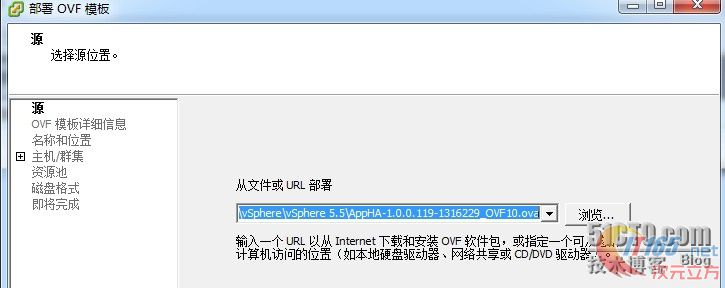 部署 OVF 模板
源
选择源位置。
源
OVF 模板详细信息
名称和位置
主机/群集
资源池
磁盘格式
即将完成
从文件或 URL 部署
\vSphere\vSphere 5.5\AppHA-1.0.0.119-1316229_OVF10.ova
浏览...
输入一个 URL 以从 Internet 下载和安装 OVF 软件包，或指定一个可从
计算机访问的位置（如本地硬盘驱动器、网络共享或 CD/DVD 驱动器
51CTO.com
技术博客 Blog
IT165.net
次元立方